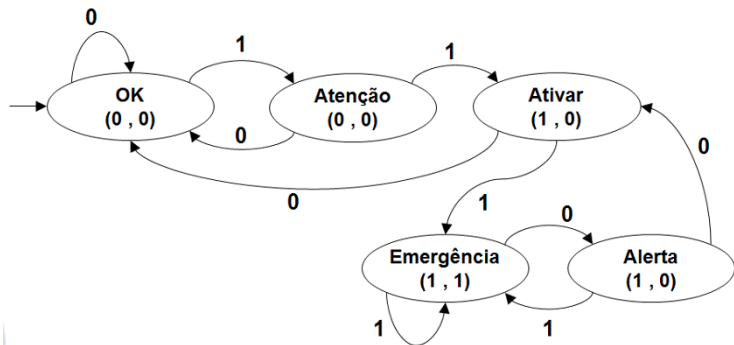 0
1
1
OK
(0 , 0)
Atenção
(0 , 0)
Ativar
(1 , 0)
0
0
0
1
0
Emergência
(1 , 1)
Alerta
(1 , 0)
1
1